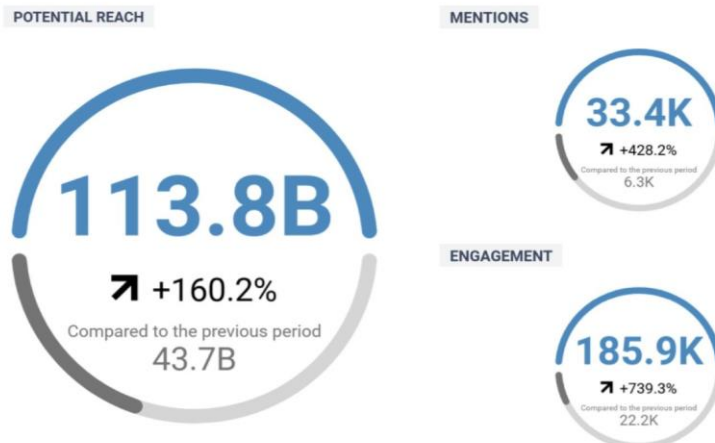 POTENTIAL REACH
113.8B
+160.2%
Compared to the previous period
43.7B
MENTIONS
33.4K
+428.2%
Compared to the previous period
6.3K
ENGAGEMENT
185.9K
+739.3%
Compared to the previous period
22.2K